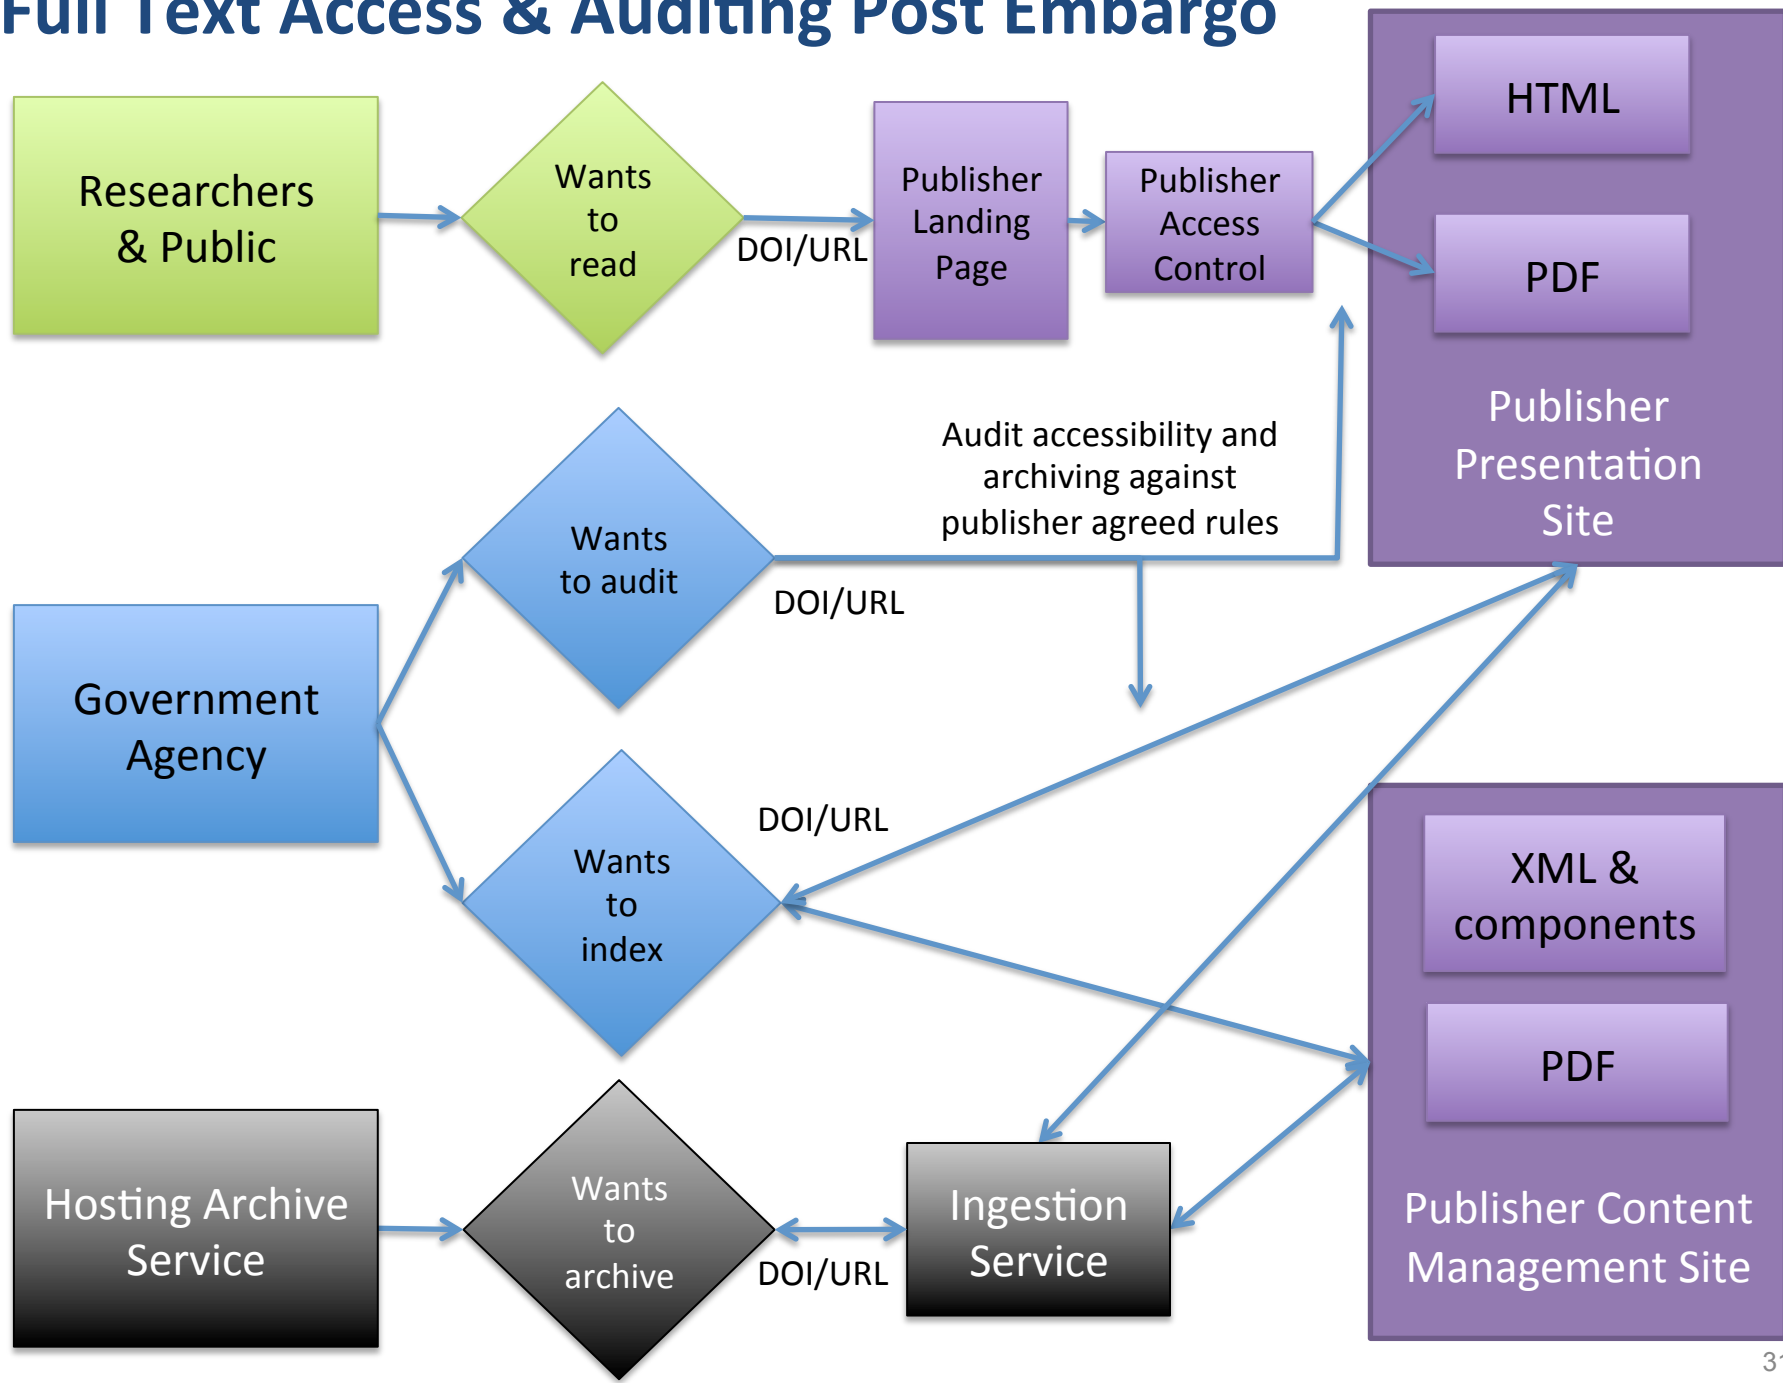 Full Text Access & Auditing Post Embargo
Researchers
& Public
Wants
to
read
DOI/URL
Publisher
Landing
Page
Publisher
Access
Control
HTML
PDF
Publisher
Presentation
Site
Government
Agency
Wants
to audit
DOI/URL
Audit accessibility and
archiving against
publisher agreed rules
Wants
to
index
DOI/URL
XML &
components
PDF
Publisher Content
Management Site
Hosting Archive
Service
Wants
to
archive
DOI/URL
Ingestion
Service
31